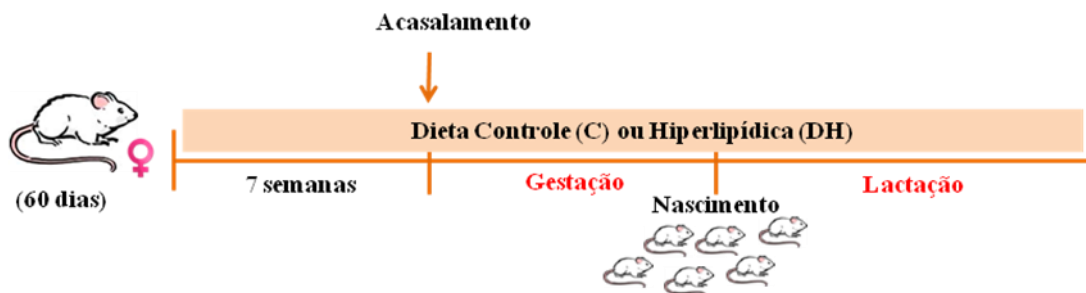 Acasalamento
Dieta Controle (C) ou Hiperlipídica (DH)
(60 dias)
7 semanas
Gestação
Lactação
Nascimento